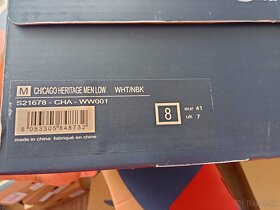 M CHICAGO HERITAGE MEN LOW WHT/NBK
S21678 - CHA - WW001
8 053305 848732
made in china fabriqué en chine
8
eur 41
uk 7